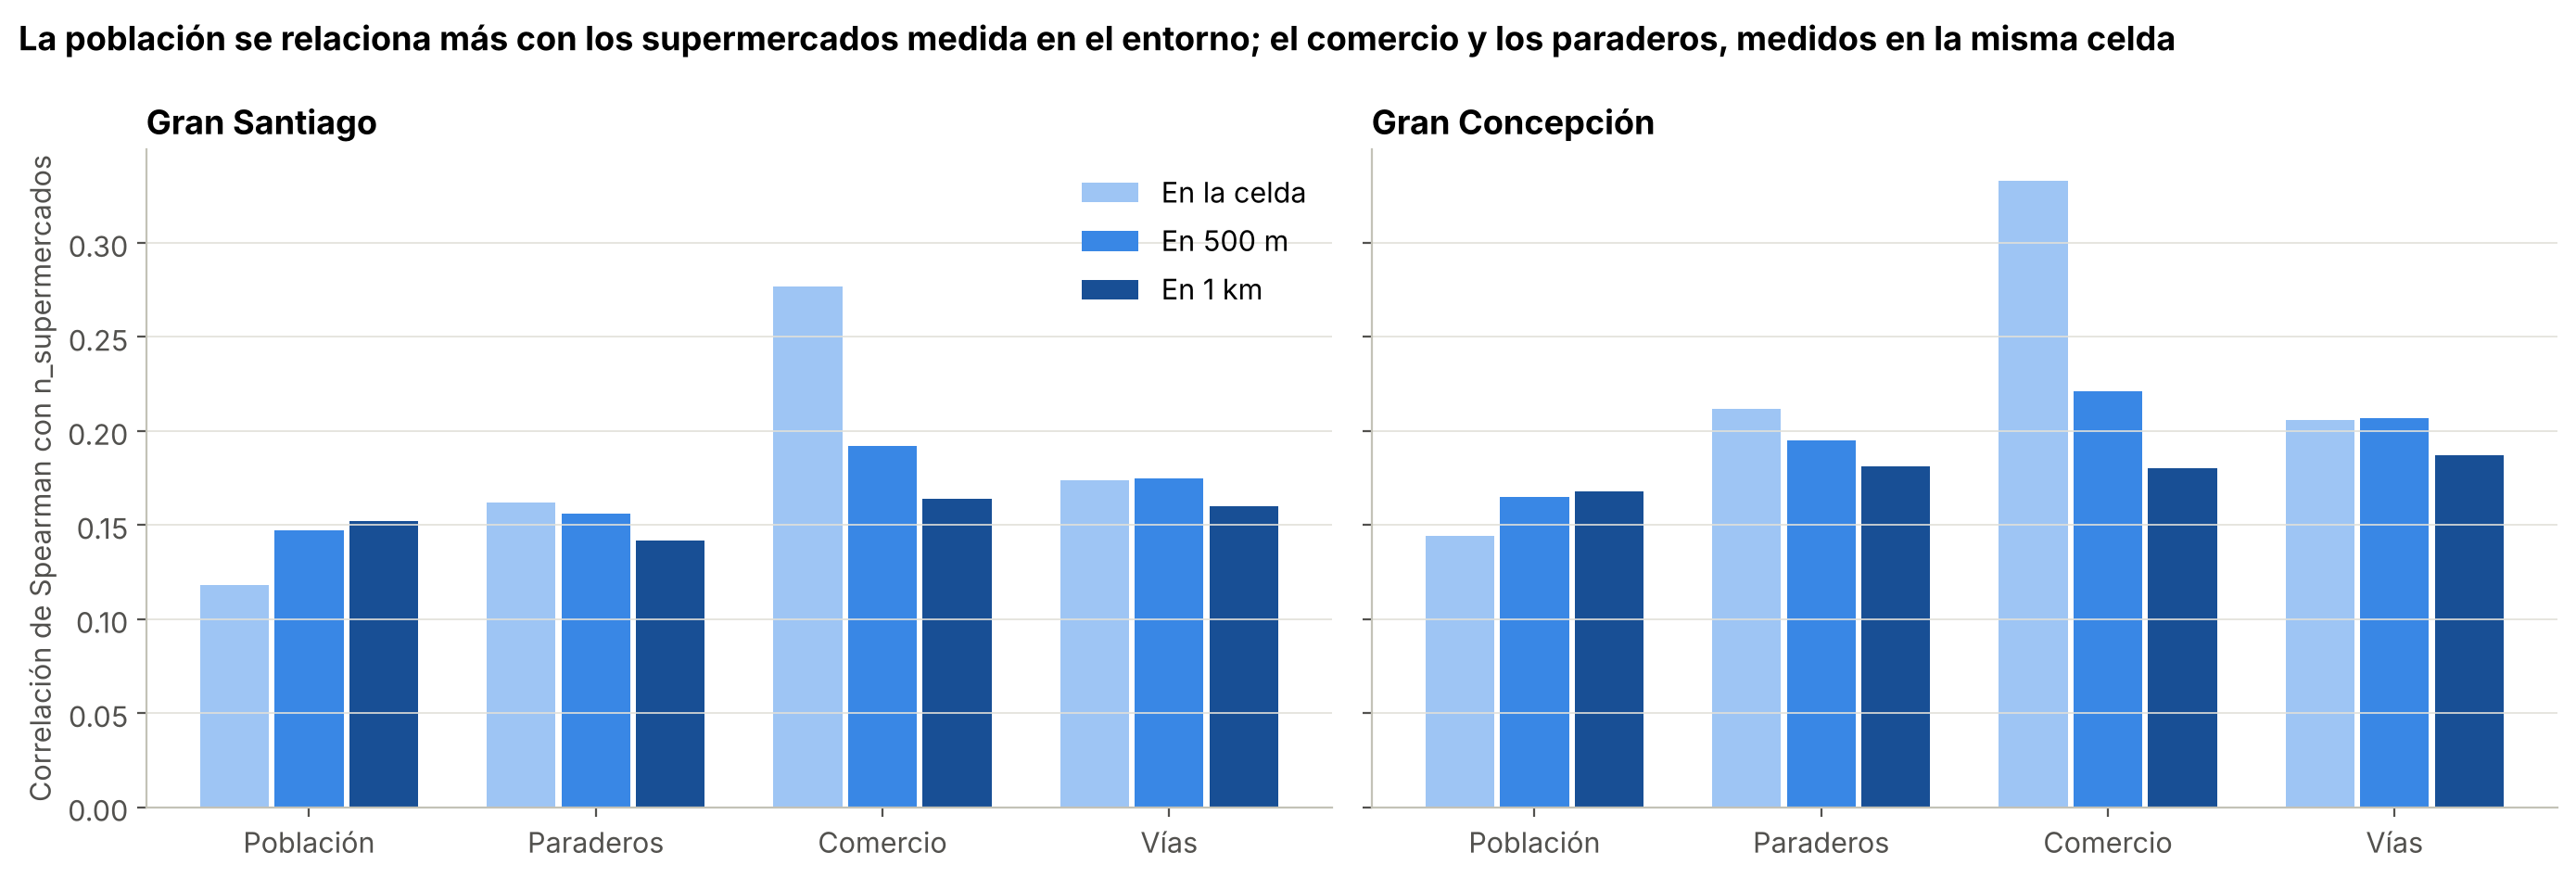 La población se relaciona más con los supermercados medida en el entorno; el comercio y los paraderos, medidos en la misma celda
Gran Santiago
Gran Concepción
Correlación de Spearman con n_supermercados
En la celda
En 500 m
En 1 km
0.30
0.25
0.20
0.15
0.10
0.05
0.00
Población
Paraderos
Comercio
Vías
Población
Paraderos
Comercio
Vías